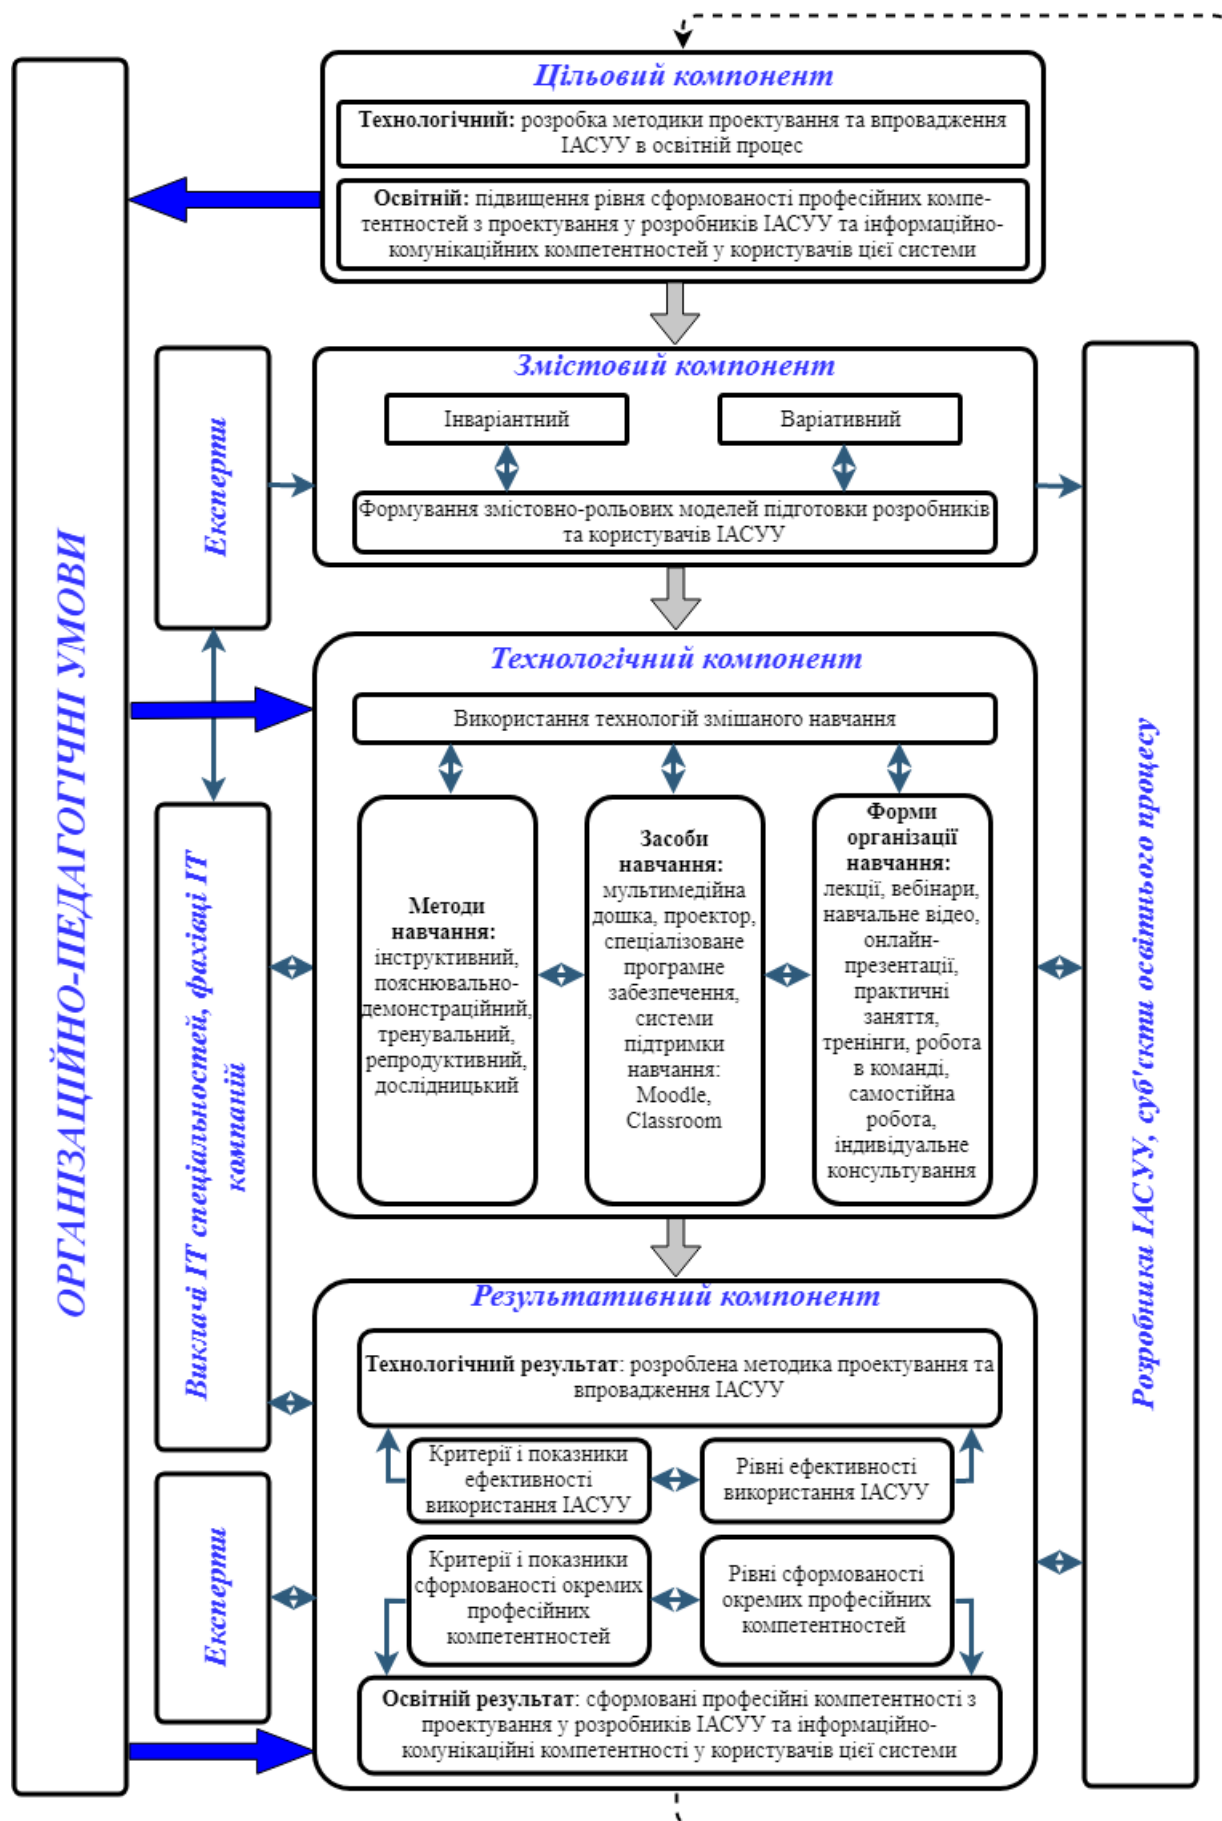 Цільовий компонент
Технологічний: розробка методики проектування та впровадження
ІАСУУ в освітній процес
Освітній: підвищення рівня сформованості професійних компе-
тентностей з проектування у розробників ІАСУУ та інформаційно-
комунікаційних компетентностей у користувачів цієї системи
ОРГАНІЗАЦІЙНО-ПЕДАГОГІЧНІ УМОВИ
Експерти
Змістовий компонент
Інваріантний
Варіативний
Формування змістовно-рольових моделей підготовки розробників
та користувачів ІАСУУ
Розробники ІАСУУ, суб'єкти освітнього процесу
Технологічний компонент
Використання технологій змішаного навчання
Викладчі ІТ спеціальностей, фахівці ІТ
компаній
Методи
навчання:
інструктивний,
пояснювально-
демонстраційний,
тренувальний,
репродуктивний,
дослідницький
Засоби
навчання:
мультимедійна
дошка, проектор,
спеціалізоване
програмне
забезпечення,
системи
підтримки
навчання:
Moodle,
Classroom
Форми
організації
навчання:
лекції, вебінари,
навчальне відео,
онлайн-
презентації,
практичні
заняття,
тренінги, робота
в команді,
самостійна
робота,
індивідуальне
консультування
Результативний компонент
Технологічний результат: розроблена методика проектування та
впровадження ІАСУУ
Критерії і показники
ефективності
використання ІАСУУ
Рівні ефективності
використання ІАСУУ
Експерти
Критерії і показники
сформованості окремих
професійних
компетентностей
Рівні сформованості
окремих професійних
компетентностей
Освітній результат: сформовані професійні компетентності з
проектування у розробників ІАСУУ та інформаційно-
комунікаційні компетентності у користувачів цієї системи